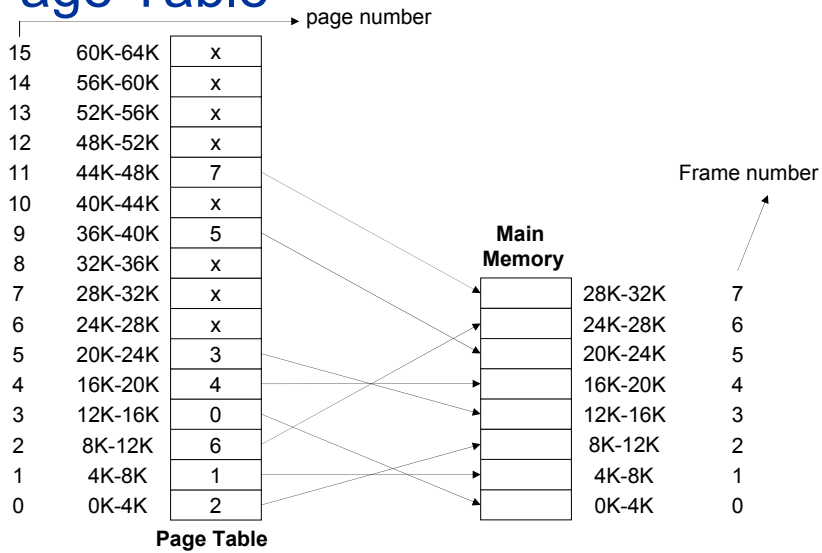 age Table
page number
15 60K-64K x
14 56K-60K x
13 52K-56K x
12 48K-52K x
11 44K-48K 7
Frame number
10 40K-44K x
9 36K-40K 5
Main
Memory
8 32K-36K x
7 28K-32K x 28K-32K 7
6 24K-28K x 24K-28K 6
5 20K-24K 3 20K-24K 5
4 16K-20K 4 16K-20K 4
3 12K-16K 0 12K-16K 3
2 8K-12K 6 8K-12K 2
1 4K-8K 1 4K-8K 1
0 0K-4K 2 0K-4K 0
Page Table